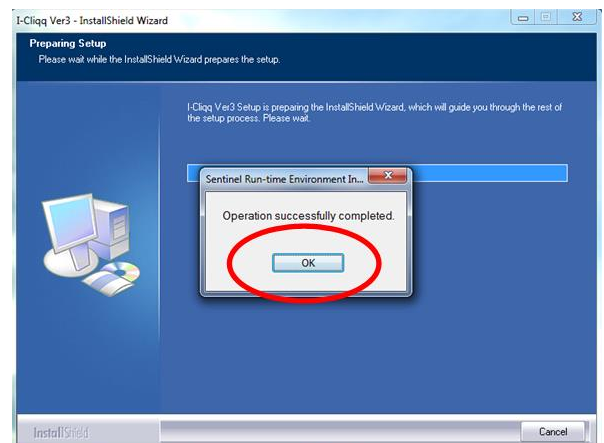 I-Cliqq Ver3 - InstallShield Wizard
Preparing Setup
Please wait while the InstallShield Wizard prepares the setup.
I-Cliqq Ver3 Setup is preparing the InstallShield Wizard, which will guide you through the rest of
the setup process. Please wait.
Sentinel Run-time Environment In...
Operation successfully completed.
OK
InstallShield
Cancel